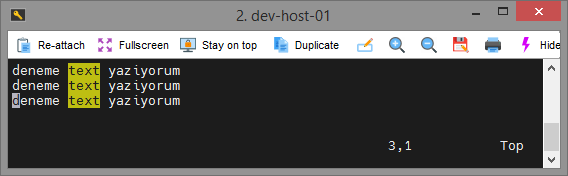 2. dev-host-01
Re-attach Fullscreen Stay on top Duplicate Hide
deneme text yaziyorum
deneme text yaziyorum
deneme text yaziyorum
3,1 Top